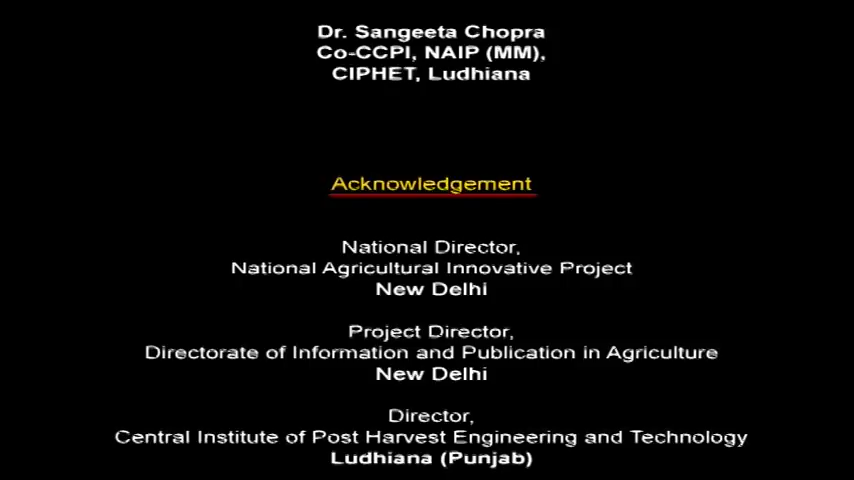 Dr. Sangeeta Chopra
Co-CCPI, NAIP (MM),
CIPHET, Ludhiana
Acknowledgement
National Director,
National Agricultural Innovative Project
New Delhi
Project Director,
Directorate of Information and Publication in Agriculture
New Delhi
Director,
Central Institute of Post Harvest Engineering and Technology
Ludhiana (Punjab)